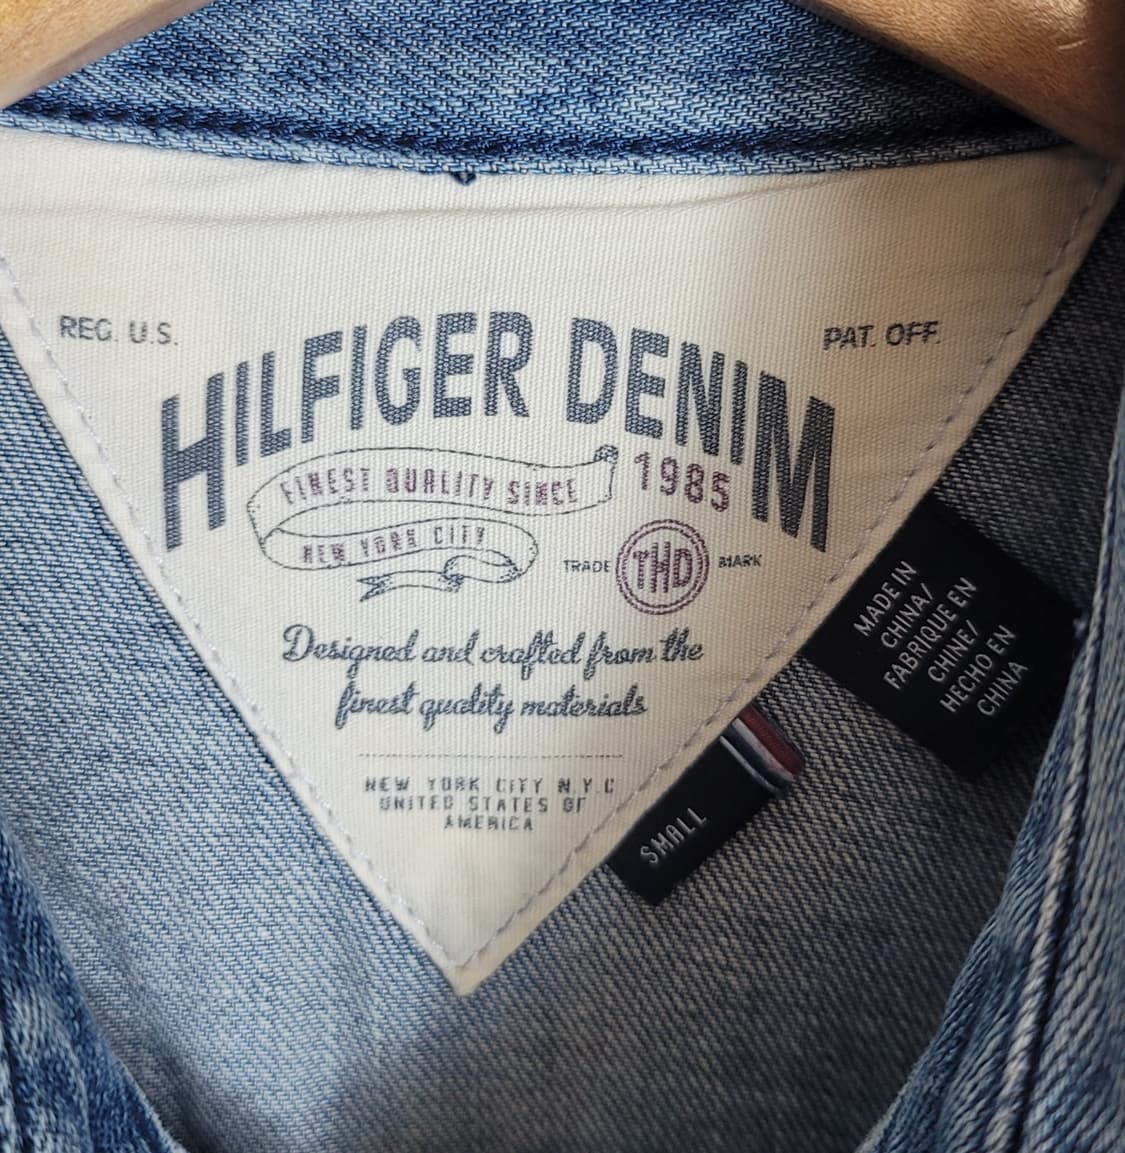 REG. U.S.
PAT. OFF.
HILFIGER DENIM
FINEST QUALITY SINCE
1985
NEW YORK CITY
TRADE THD MARK
Designed and crafted from the
finest quality materials
NEW YORK CITY N.Y.C
UNITED STATES OF
AMERICA
SMALL
MADE IN
CHINA/
FABRIQUE EN
CHINE/
HECHO EN
CHINA